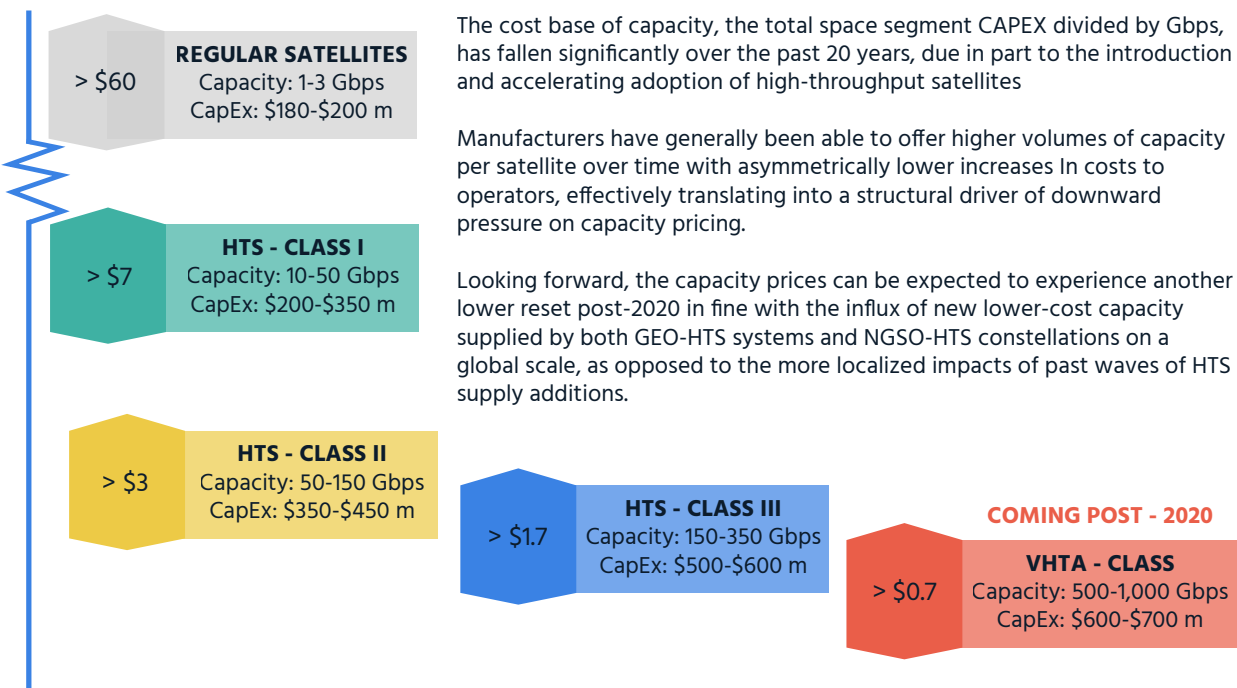 > $60
REGULAR SATELLITES
Capacity: 1-3 Gbps
CapEx: $180-$200 m
The cost base of capacity, the total space segment CAPEX divided by Gbps,
has fallen significantly over the past 20 years, due in part to the introduction
and accelerating adoption of high-throughput satellites
Manufacturers have generally been able to offer higher volumes of capacity
per satellite over time with asymmetrically lower increases In costs to
operators, effectively translating into a structural driver of downward
pressure on capacity pricing.
Looking forward, the capacity prices can be expected to experience another
lower reset post-2020 in fine with the influx of new lower-cost capacity
supplied by both GEO-HTS systems and NGSO-HTS constellations on a
global scale, as opposed to the more localized impacts of past waves of HTS
supply additions.
> $7
HTS - CLASS I
Capacity: 10-50 Gbps
CapEx: $200-$350 m
> $3
HTS - CLASS II
Capacity: 50-150 Gbps
CapEx: $350-$450 m
> $1.7
HTS - CLASS III
Capacity: 150-350 Gbps
CapEx: $500-$600 m
COMING POST - 2020
> $0.7
VHTA - CLASS
Capacity: 500-1,000 Gbps
CapEx: $600-$700 m